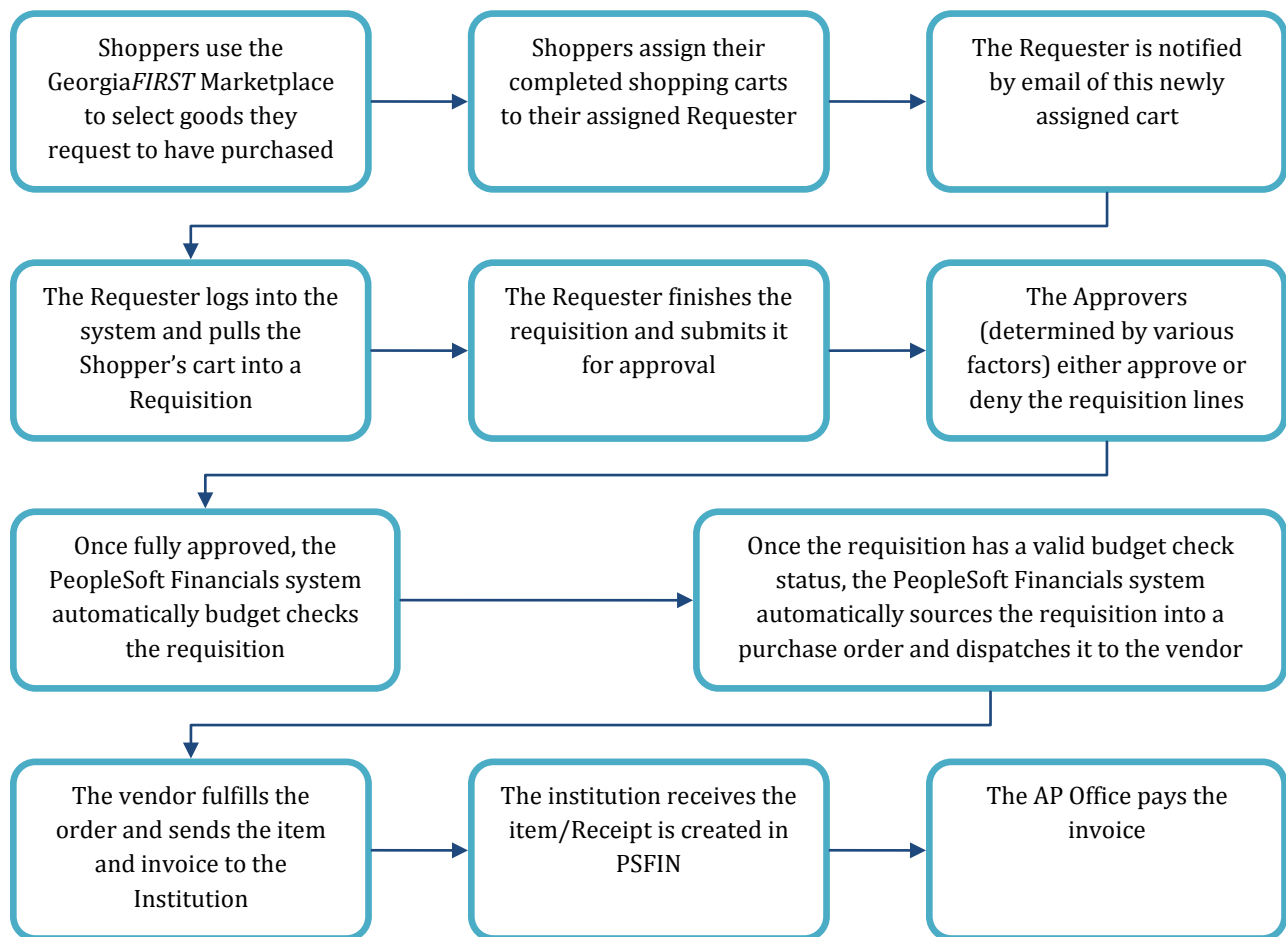 Shoppers use the
GeorgiaFIRST Marketplace
to select goods they
request to have purchased
Shoppers assign their
completed shopping carts
to their assigned Requester
The Requester is notified
by email of this newly
assigned cart
The Requester logs into the
system and pulls the
Shopper’s cart into a
Requisition
The Requester finishes the
requisition and submits it
for approval
The Approvers
(determined by various
factors) either approve or
deny the requisition lines
Once fully approved, the
PeopleSoft Financials system
automatically budget checks
the requisition
Once the requisition has a valid budget check
status, the PeopleSoft Financials system
automatically sources the requisition into a
purchase order and dispatches it to the vendor
The vendor fulfills the
order and sends the item
and invoice to the
Institution
The institution receives the
item/Receipt is created in
PSFIN
The AP Office pays the
invoice